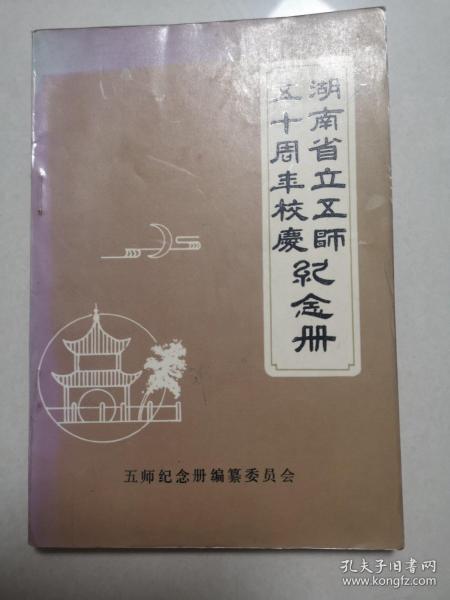 湖南省立五師
五十周年校慶
紀念册
五师纪念册编纂委员会
孔夫子旧书网
www.kongfz.com